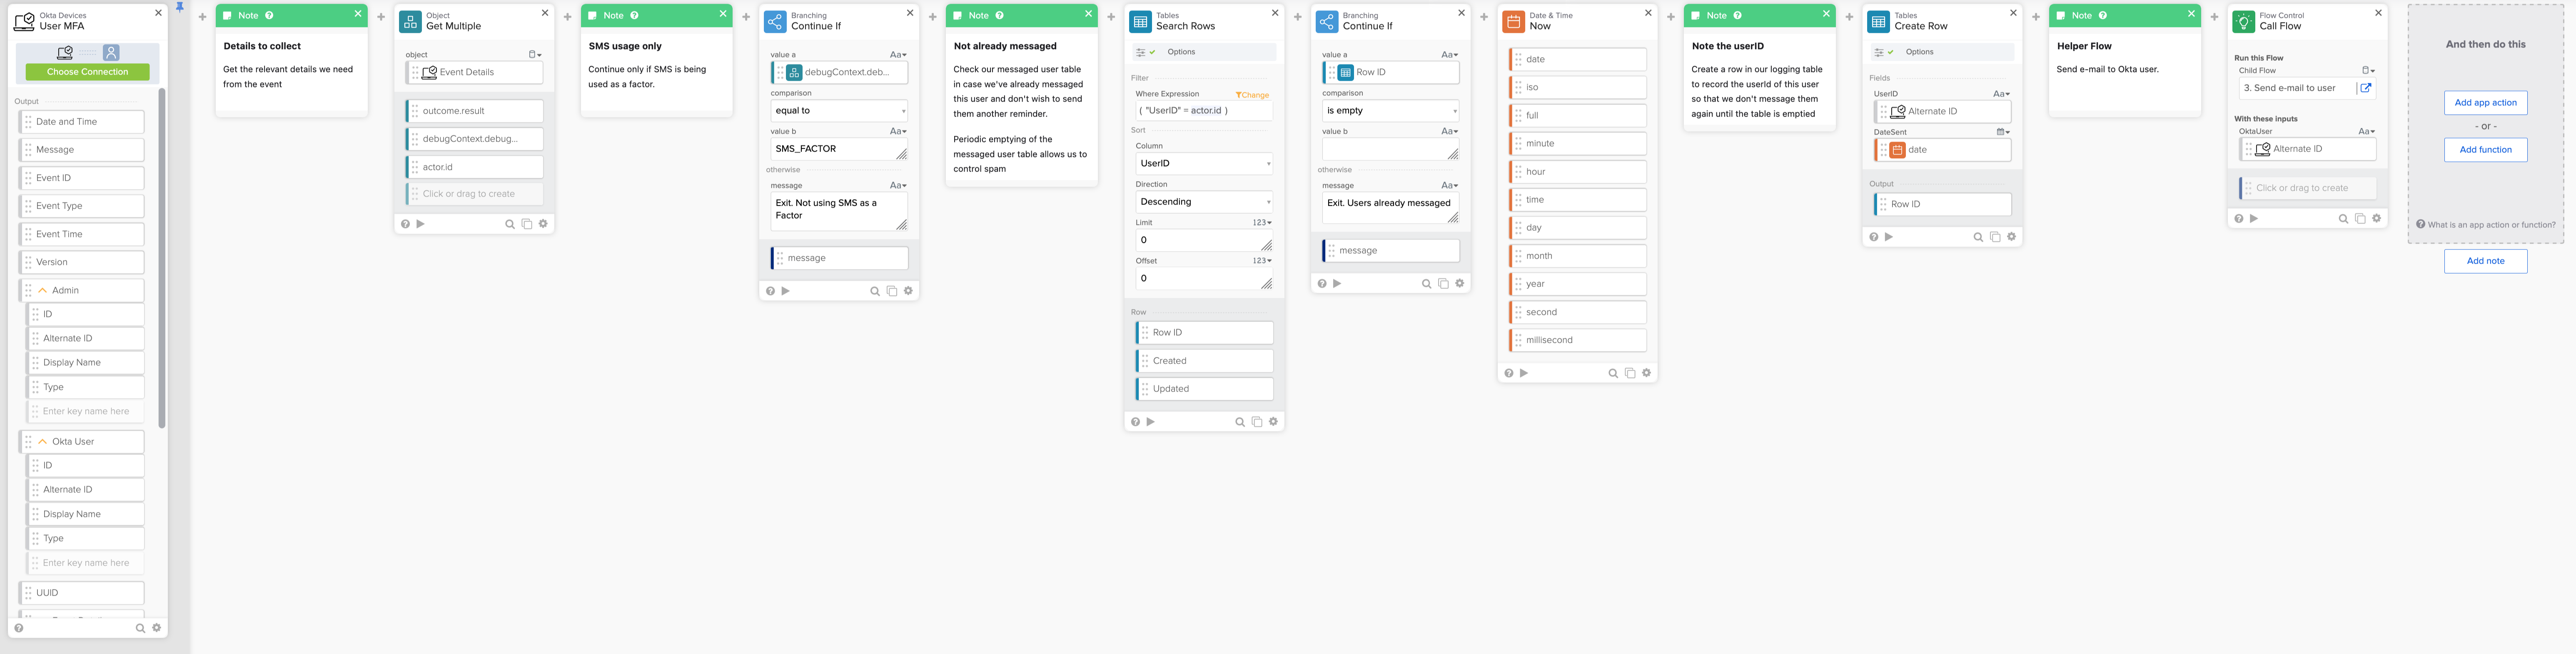 Okta Devices
User MFA
Choose Connection
Output
Date and Time
Message
Event ID
Event Type
Event Time
Version
Admin
ID
Alternate ID
Display Name
Type
Enter key name here
Okta User
ID
Alternate ID
Display Name
Type
Enter key name here
UUID
Note
Details to collect
Get the relevant details we need
from the event
Object
Get Multiple
object
Event Details
outcome.result
debugContext.debug...
actor.id
Click or drag to create
Note
SMS usage only
Continue only if SMS is being
used as a factor.
Branching
Continue If
value a
Aa
debugContext.deb...
comparison
equal to
value b
Aa
SMS_FACTOR
otherwise
message
Aa
Exit. Not using SMS as a
Factor
message
Note
Not already messaged
Check our messaged user table
in case we've already messaged
this user and don't wish to send
them another reminder.
Periodic emptying of the
messaged user table allows us to
control spam
Tables
Search Rows
Options
Filter
Where Expression
Change
( "UserID" = actor.id )
Sort
Column
UserID
Direction
Descending
Limit
123
0
Offset
123
0
Row
Row ID
Created
Updated
Branching
Continue If
value a
Aa
Row ID
comparison
is empty
value b
Aa
otherwise
message
Aa
Exit. Users already messaged
message
Date & Time
Now
date
iso
full
minute
hour
time
day
month
year
second
millisecond
Note
Note the userID
Create a row in our logging table
to record the userId of this user
so that we don't message them
again until the table is emptied
Tables
Create Row
Options
Fields
UserID
Aa
Alternate ID
DateSent
date
Output
Row ID
Note
Helper Flow
Send e-mail to Okta user.
Flow Control
Call Flow
Run this Flow
Child Flow
3. Send e-mail to user
With these inputs
OktaUser
Aa
Alternate ID
Click or drag to create
And then do this
Add app action
- or -
Add function
What is an app action or function?
Add note